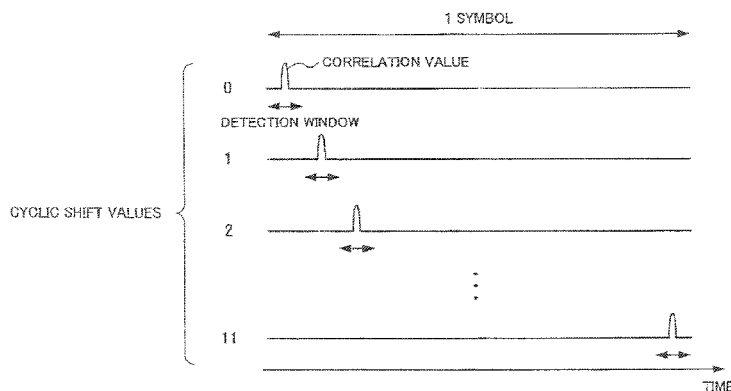 1 SYMBOL
CORRELATION VALUE
0
DETECTION WINDOW
1
CYCLIC SHIFT VALUES
2
11
TIME